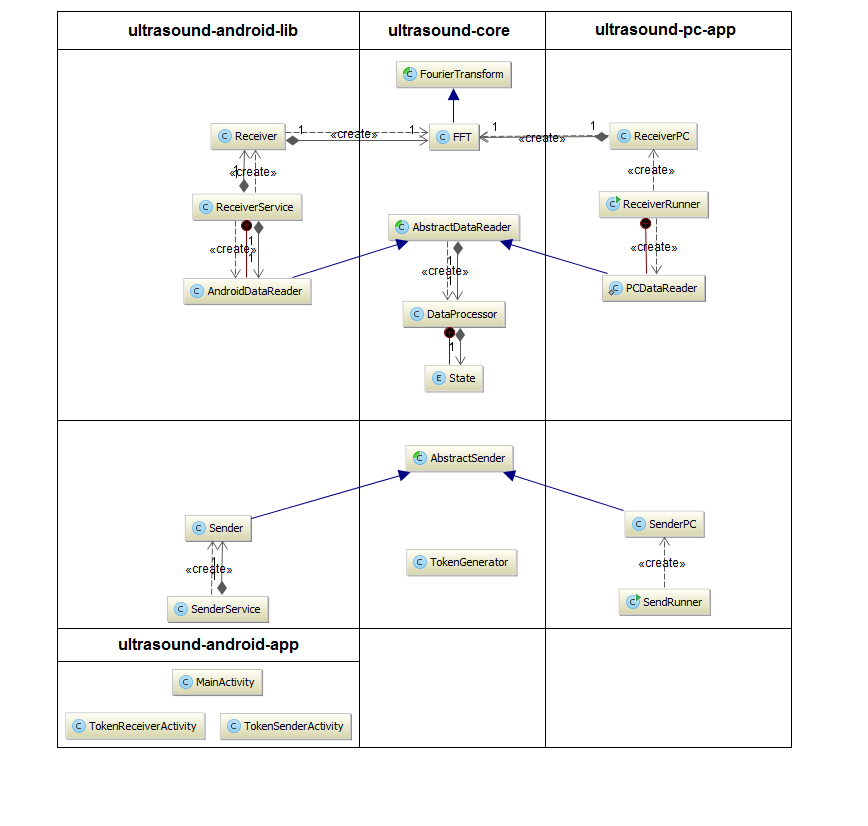 ultrasound-android-lib ultrasound-core ultrasound-pc-app
C FourierTransform
C Receiver 1 «create» 1 C FFT 1 «create» 1 C ReceiverPC
1 «create» «create»
C ReceiverService C ReceiverRunner
C AbstractDataReader
«create» 1 1 «create»
«create» 1 1
C AndroidDataReader C PCDataReader
C DataProcessor
1
E State
C AbstractSender
C Sender C SenderPC
«create» 1 C TokenGenerator «create»
C SenderService C SendRunner
ultrasound-android-app
C MainActivity
C TokenReceiverActivity C TokenSenderActivity